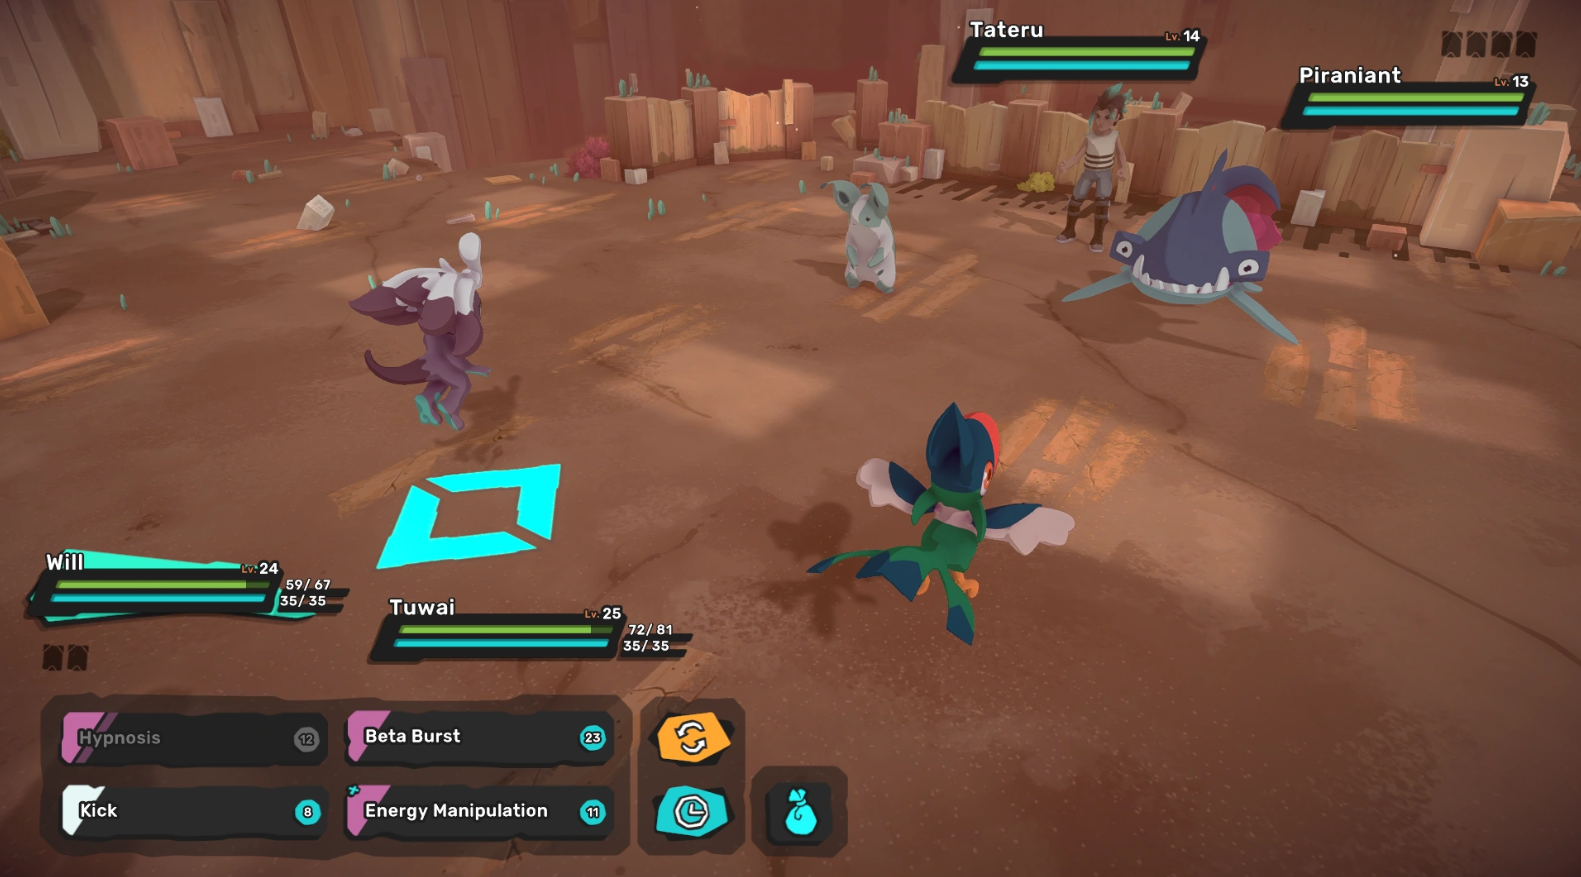 Tateru
Lv. 14
Piraniant
Lv. 13
Will
Lv. 24
59/ 67
35/ 35
Tuwai
Lv. 25
72/ 81
35/ 35
Hypnosis 12
Beta Burst 23
Kick 8
Energy Manipulation 11